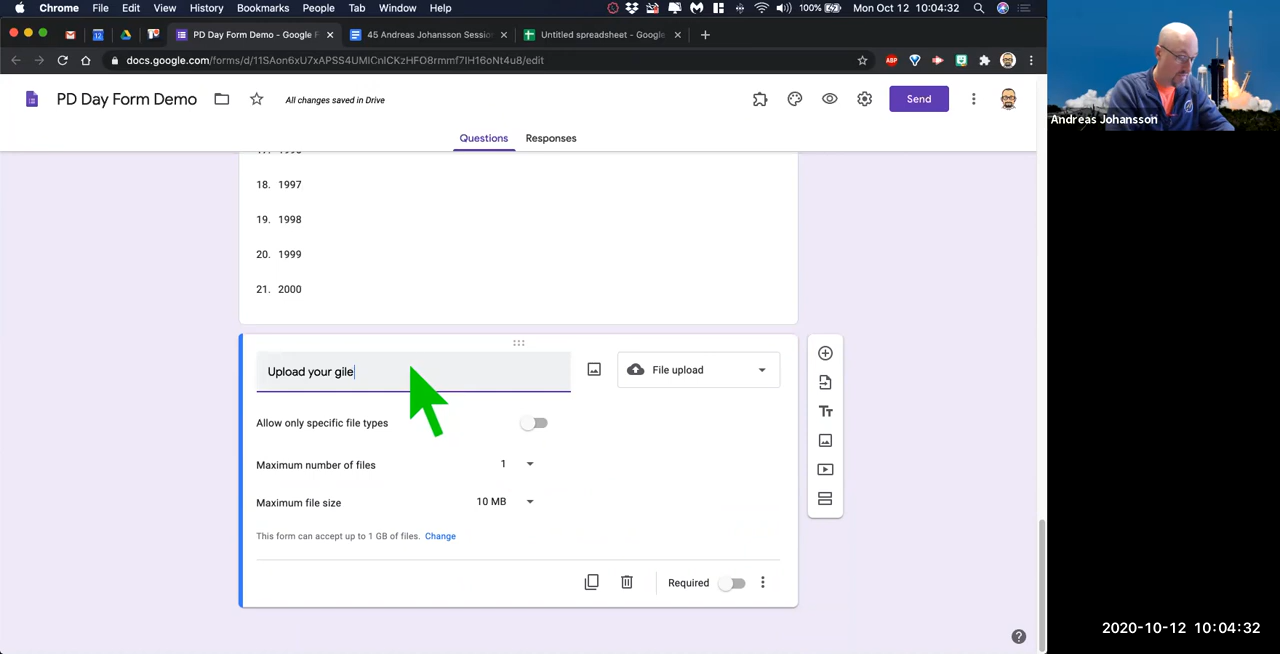 Chrome File Edit View History Bookmarks People Tab Window Help 100% Mon Oct 12 10:04:32
PD Day Form Demo - Google F 45 Andreas Johansson Sessio Untitled spreadsheet - Google
docs.google.com/forms/d/11SAon6xU7xAPSS4UMICnICKzHFO8rmmf7IH16oNt4u8/edit ABP
PD Day Form Demo All changes saved in Drive Send
Questions Responses
18. 1997
19. 1998
20. 1999
21. 2000
Upload your gile File upload
Allow only specific file types
Maximum number of files 1
Maximum file size 10 MB
This form can accept up to 1 GB of files. Change
Required
Andreas Johansson
2020-10-12 10:04:32